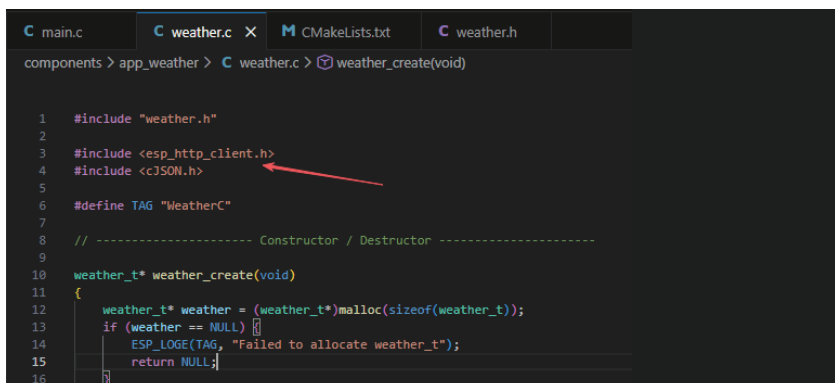 C main.c C weather.c X M CMakeLists.txt C weather.h
components > app_weather > C weather.c > weather_create(void)
1 #include "weather.h"
2
3 #include <esp_http_client.h>
4 #include <cJSON.h>
5
6 #define TAG "WeatherC"
7
8 // ---------------------- Constructor / Destructor ----------------------
9
10 weather_t* weather_create(void)
11 {
12 weather_t* weather = (weather_t*)malloc(sizeof(weather_t));
13 if (weather == NULL) {
14 ESP_LOGE(TAG, "Failed to allocate weather_t");
15 return NULL;
16 }